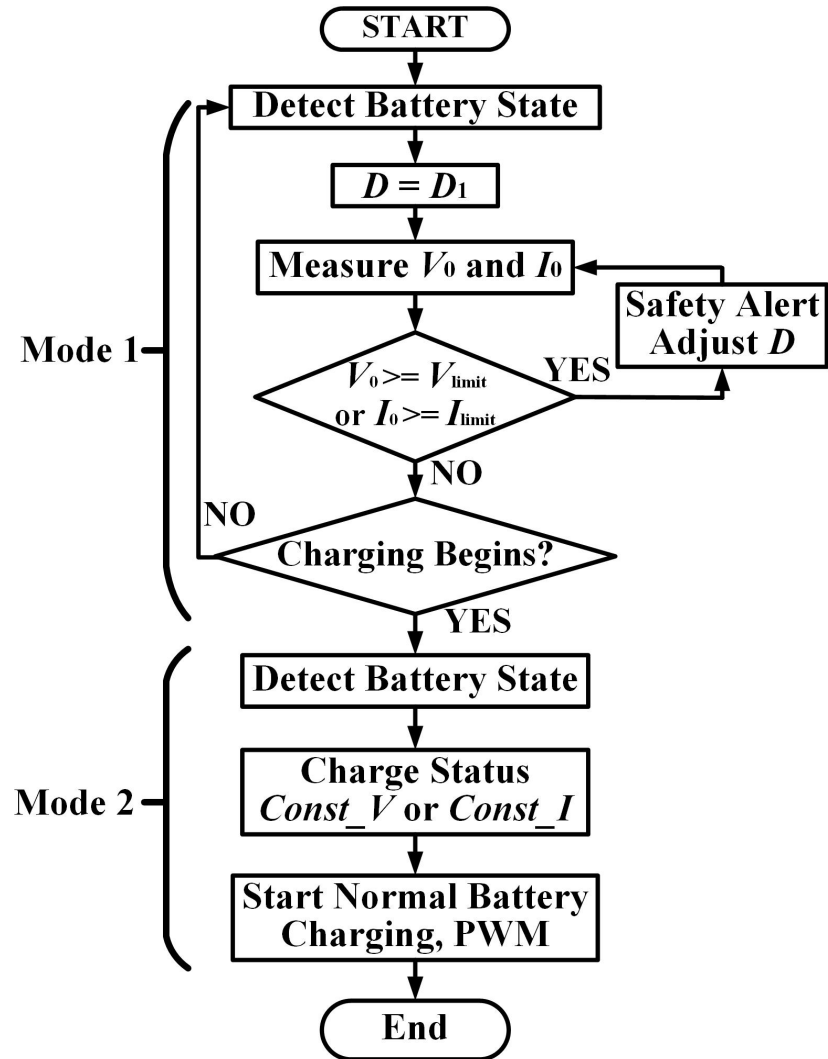 START
Detect Battery State
D = D1
Measure V0 and I0
Safety Alert
Adjust D
Mode 1
V0 >= Vlimit
or I0 >= Ilimit
YES
NO
NO
Charging Begins?
YES
Detect Battery State
Mode 2
Charge Status
Const_V or Const_I
Start Normal Battery
Charging, PWM
End